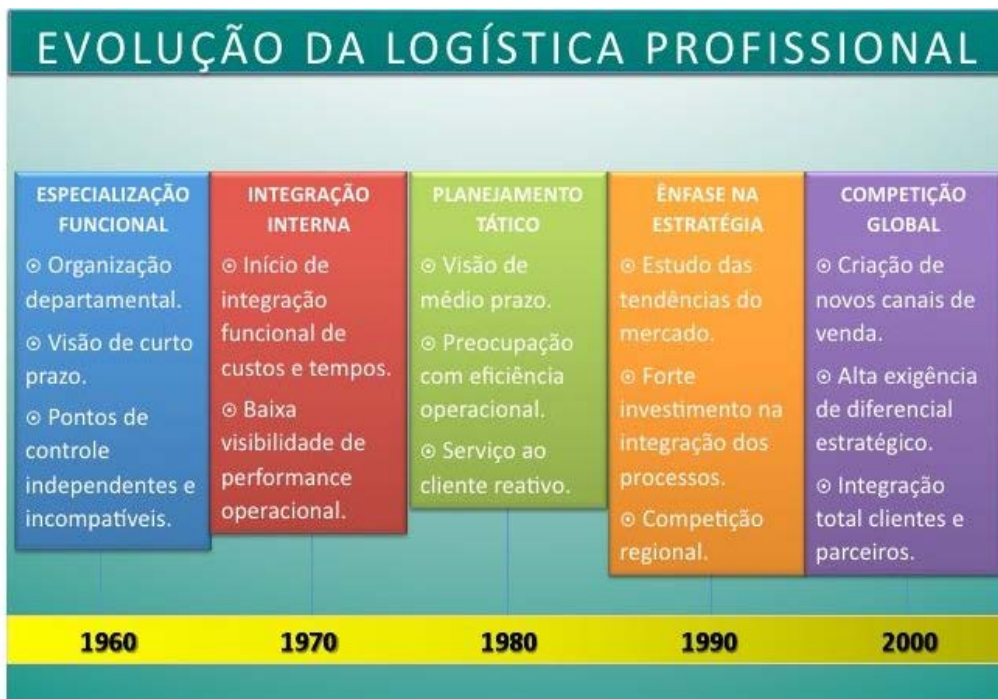 EVOLUÇÃO DA LOGÍSTICA PROFISSIONAL
ESPECIALIZAÇÃO
FUNCIONAL
⊙ Organização
departamental.
⊙ Visão de curto
prazo.
⊙ Pontos de
controle
independentes e
incompatíveis.
INTEGRAÇÃO
INTERNA
⊙ Início de
integração
funcional de
custos e tempos.
⊙ Baixa
visibilidade de
performance
operacional.
PLANEJAMENTO
TÁTICO
⊙ Visão de
médio prazo.
⊙ Preocupação
com eficiência
operacional.
⊙ Serviço ao
cliente reativo.
ÊNFASE NA
ESTRATÉGIA
⊙ Estudo das
tendências do
mercado.
⊙ Forte
investimento na
integração dos
processos.
⊙ Competição
regional.
COMPETIÇÃO
GLOBAL
⊙ Criação de
novos canais de
venda.
⊙ Alta exigência
de diferencial
estratégico.
⊙ Integração
total clientes e
parceiros.
1960
1970
1980
1990
2000